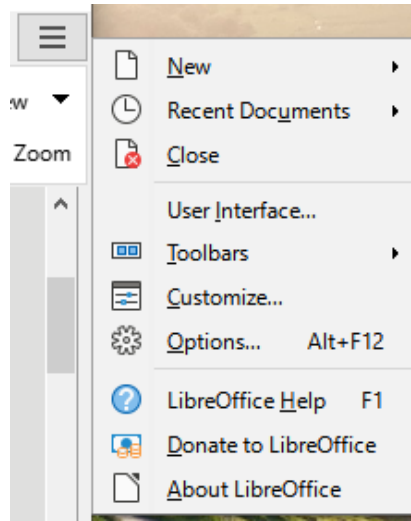 New
Recent Documents
Close
User Interface...
Toolbars
Customize...
Options... Alt+F12
LibreOffice Help F1
Donate to LibreOffice
About LibreOffice
Zoom